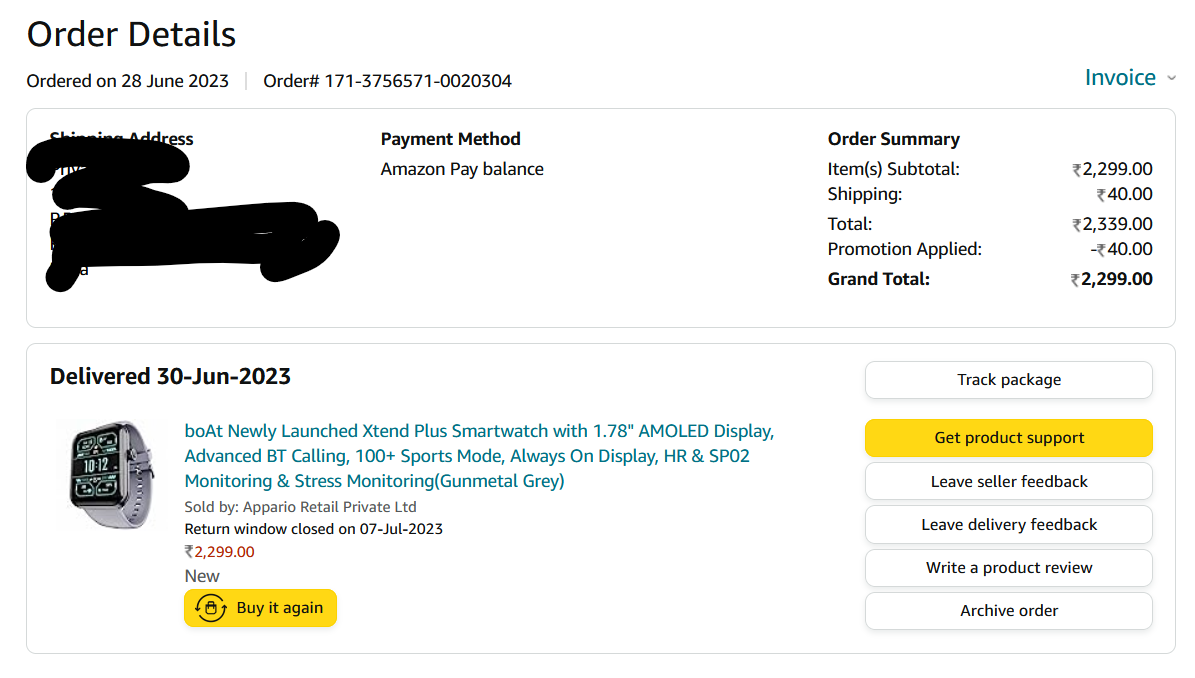 Order Details
Ordered on 28 June 2023 | Order# 171-3756571-0020304
Invoice
Shipping Address
Payment Method
Amazon Pay balance
Order Summary
Item(s) Subtotal: ₹2,299.00
Shipping: ₹40.00
Total: ₹2,339.00
Promotion Applied: -₹40.00
Grand Total: ₹2,299.00
Delivered 30-Jun-2023
10:12
boAt Newly Launched Xtend Plus Smartwatch with 1.78" AMOLED Display,
Advanced BT Calling, 100+ Sports Mode, Always On Display, HR & SP02
Monitoring & Stress Monitoring(Gunmetal Grey)
Sold by: Appario Retail Private Ltd
Return window closed on 07-Jul-2023
₹2,299.00
New
Buy it again
Track package
Get product support
Leave seller feedback
Leave delivery feedback
Write a product review
Archive order